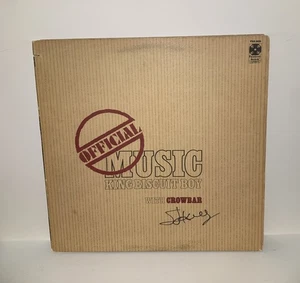 OFFICIAL
MUSIC
KING BISCUIT BOY
WITH CROWBAR